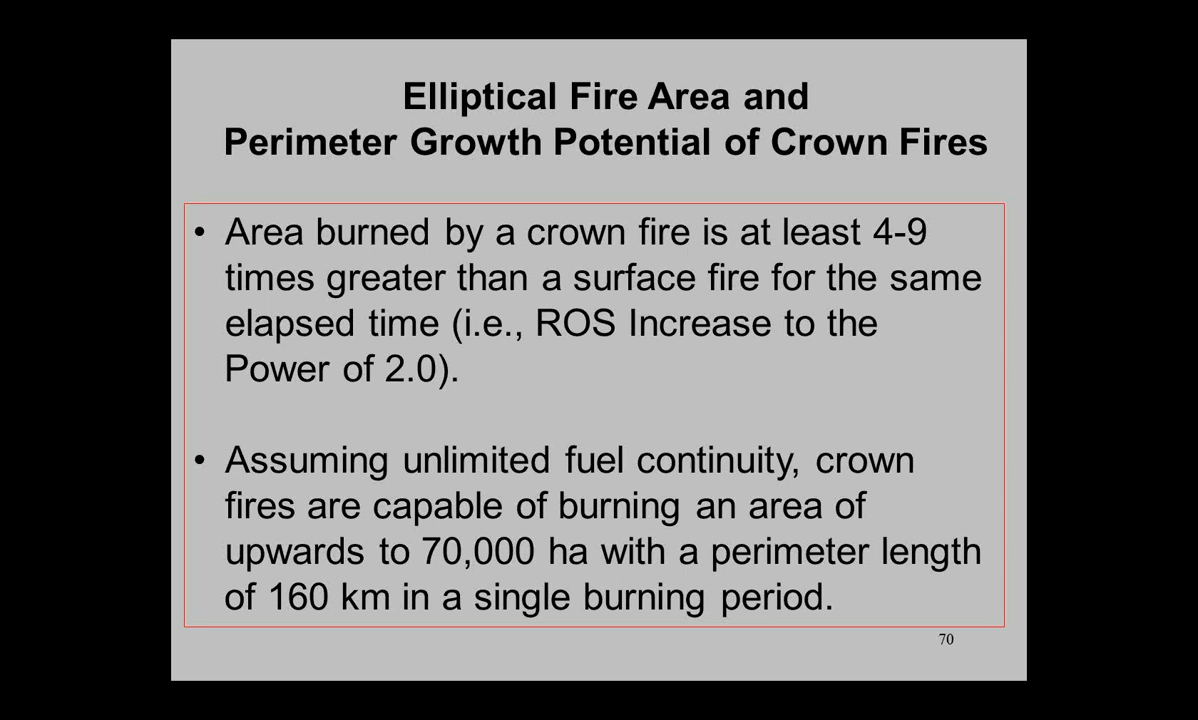 Elliptical Fire Area and
Perimeter Growth Potential of Crown Fires
• Area burned by a crown fire is at least 4-9
times greater than a surface fire for the same
elapsed time (i.e., ROS Increase to the
Power of 2.0).
• Assuming unlimited fuel continuity, crown
fires are capable of burning an area of
upwards to 70,000 ha with a perimeter length
of 160 km in a single burning period.
70